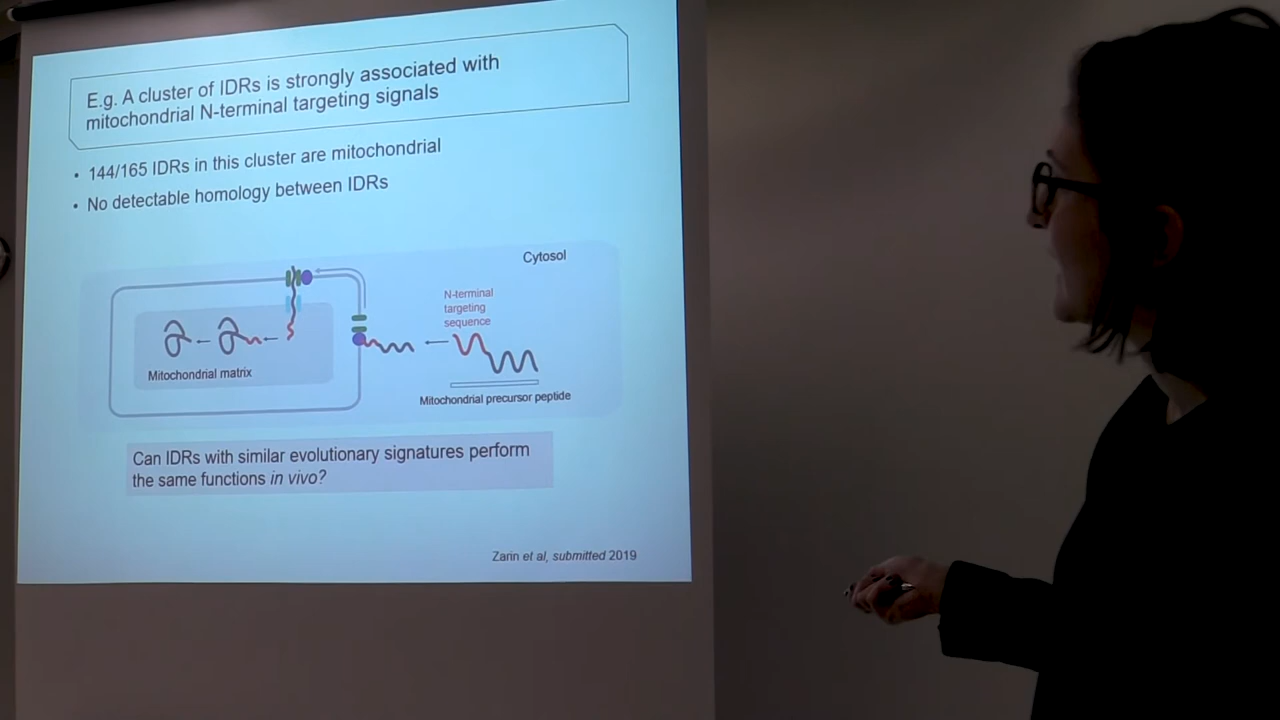 E.g. A cluster of IDRs is strongly associated with
mitochondrial N-terminal targeting signals
• 144/165 IDRs in this cluster are mitochondrial
• No detectable homology between IDRs
Cytosol
N-terminal
targeting
sequence
Mitochondrial matrix
Mitochondrial precursor peptide
Can IDRs with similar evolutionary signatures perform
the same functions in vivo?
Zarin et al, submitted 2019